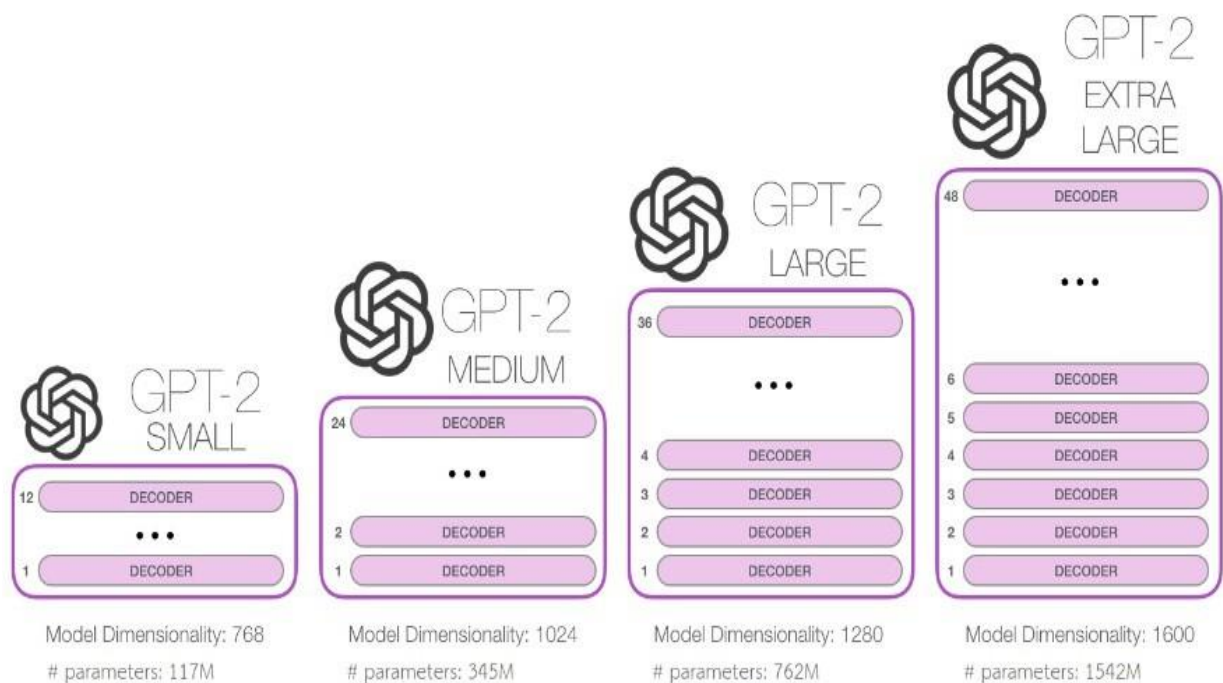 GPT-2
SMALL
12 DECODER
...
1 DECODER
Model Dimensionality: 768
# parameters: 117M
GPT-2
MEDIUM
24 DECODER
...
2 DECODER
1 DECODER
Model Dimensionality: 1024
# parameters: 345M
GPT-2
LARGE
36 DECODER
...
4 DECODER
3 DECODER
2 DECODER
1 DECODER
Model Dimensionality: 1280
# parameters: 762M
GPT-2
EXTRA
LARGE
48 DECODER
...
6 DECODER
5 DECODER
4 DECODER
3 DECODER
2 DECODER
1 DECODER
Model Dimensionality: 1600
# parameters: 1542M